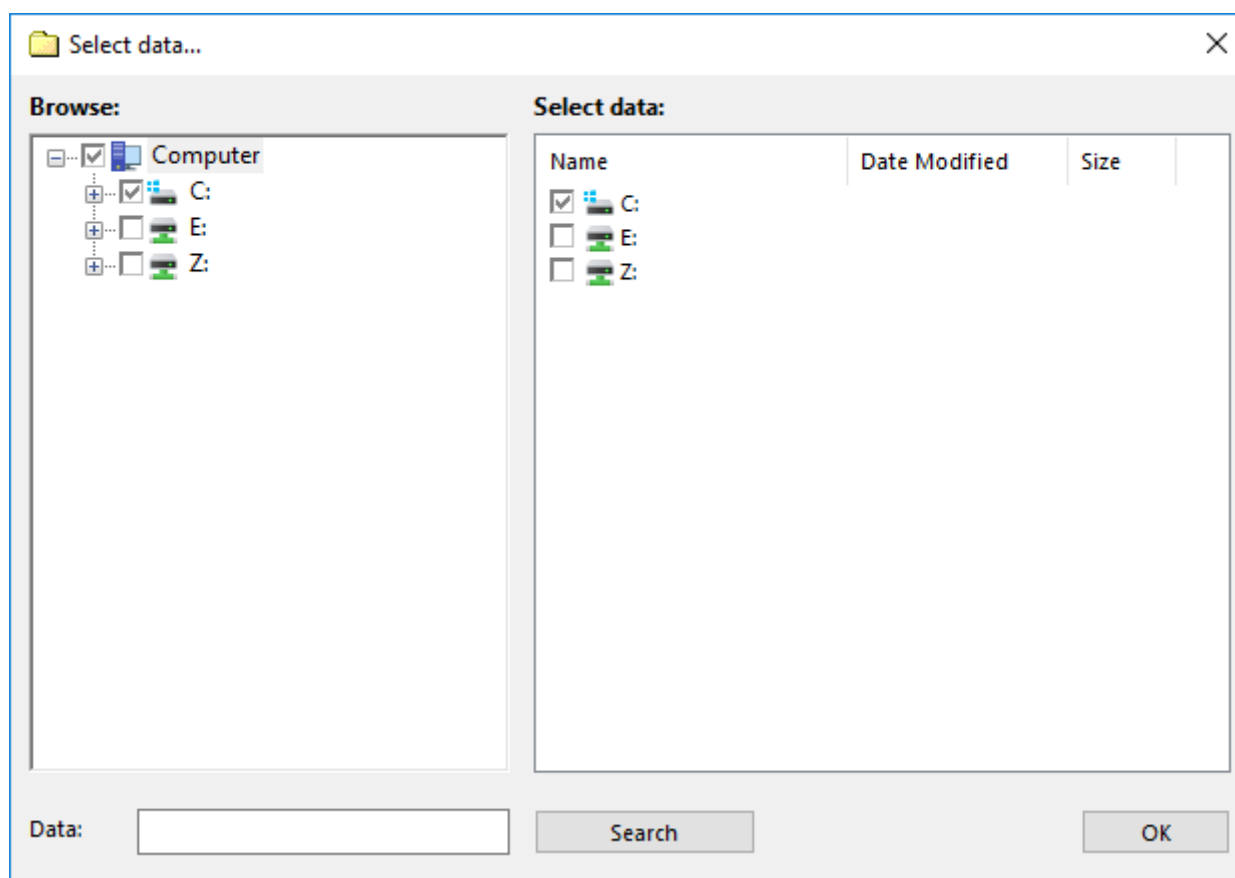 Select data...
Browse:
Computer
C:
E:
Z:
Select data:
Name Date Modified Size
C:
E:
Z:
Data:
Search
OK